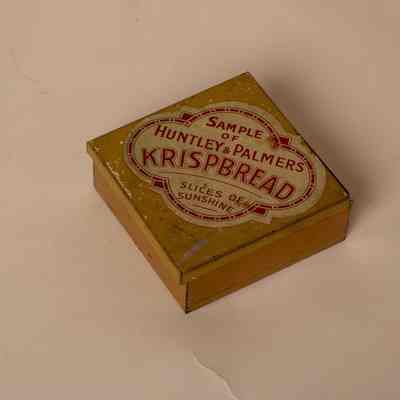 SAMPLE
OF
HUNTLEY & PALMERS
KRISPBREAD
SLICES OF
SUNSHINE